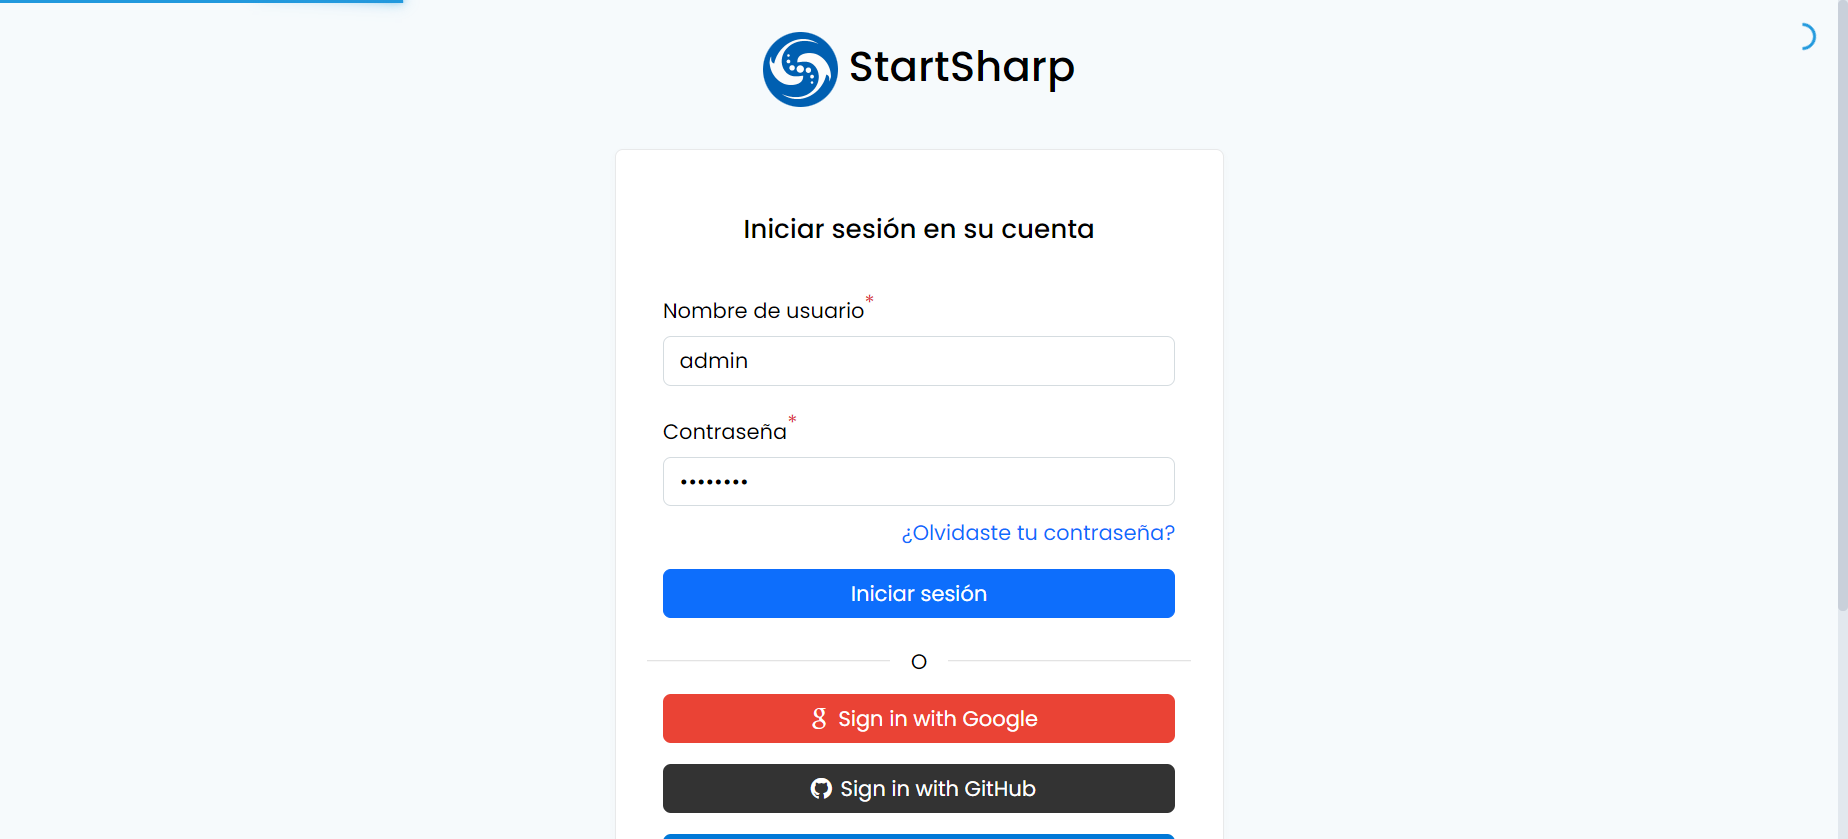 StartSharp
Iniciar sesión en su cuenta
Nombre de usuario*
admin
Contraseña*
••••••••
¿Olvidaste tu contraseña?
Iniciar sesión
O
Sign in with Google
Sign in with GitHub